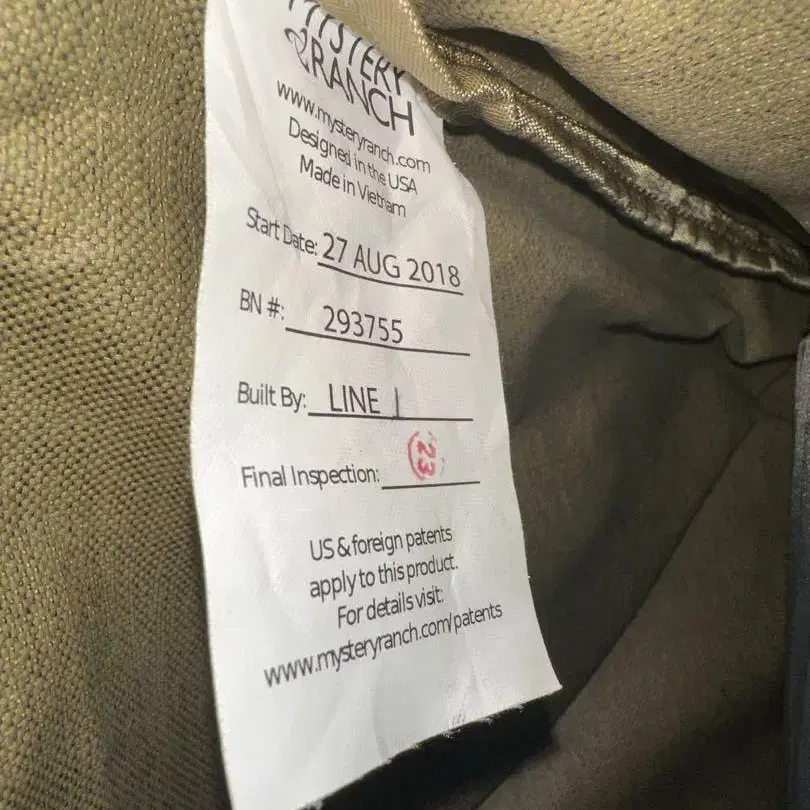 MYSTERY
RANCH
www.mysteryranch.com
Designed in the USA
Made in Vietnam
Start Date: 27 AUG 2018
BN #: 293755
Built By: LINE 1
Final Inspection: 23
US & foreign patents
apply to this product.
For details visit:
www.mysteryranch.com/patents